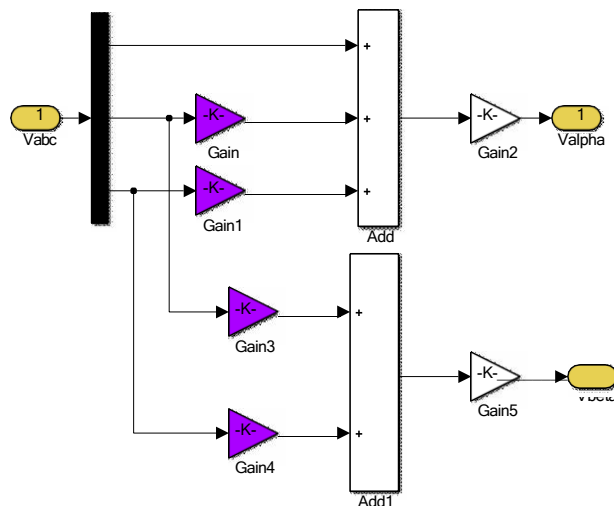 1
Vabc
-K-
Gain
-K-
Gain1
+
+
+
Add
-K-
Gain2
1
Valpha
-K-
Gain3
-K-
Gain4
+
+
Add1
-K-
Gain5